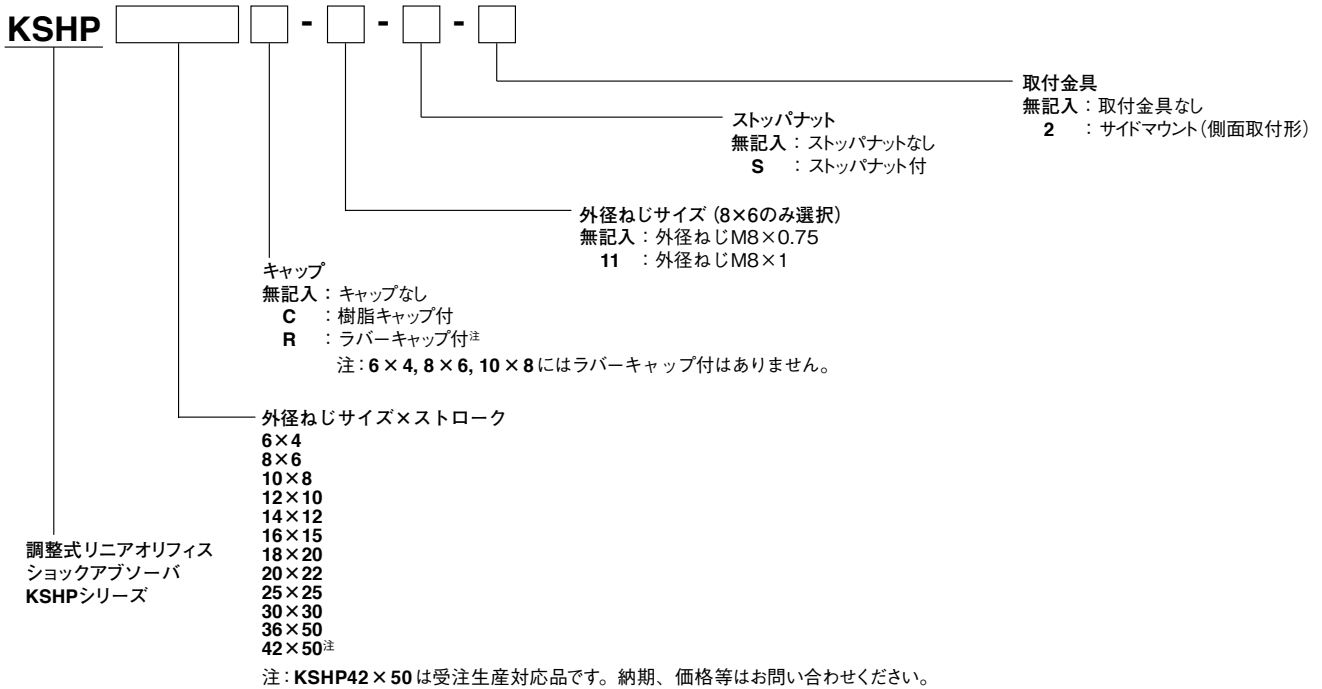 KSHP - - -
取付金具
無記入：取付金具なし
2 ：サイドマウント（側面取付形）
ストッパナット
無記入：ストッパナットなし
S ：ストッパナット付
外径ねじサイズ (8×6のみ選択)
無記入：外径ねじM8×0.75
11 ：外径ねじM8×1
キャップ
無記入：キャップなし
C ：樹脂キャップ付
R ：ラバーキャップ付注
注：6×4, 8×6, 10×8にはラバーキャップ付はありません。
外径ねじサイズ×ストローク
6×4
8×6
10×8
12×10
14×12
16×15
18×20
20×22
25×25
30×30
36×50
42×50注
注：KSHP42×50は受注生産対応品です。納期、価格等はお問い合わせください。
調整式リニアオリフィス
ショックアブソーバ
KSHPシリーズ